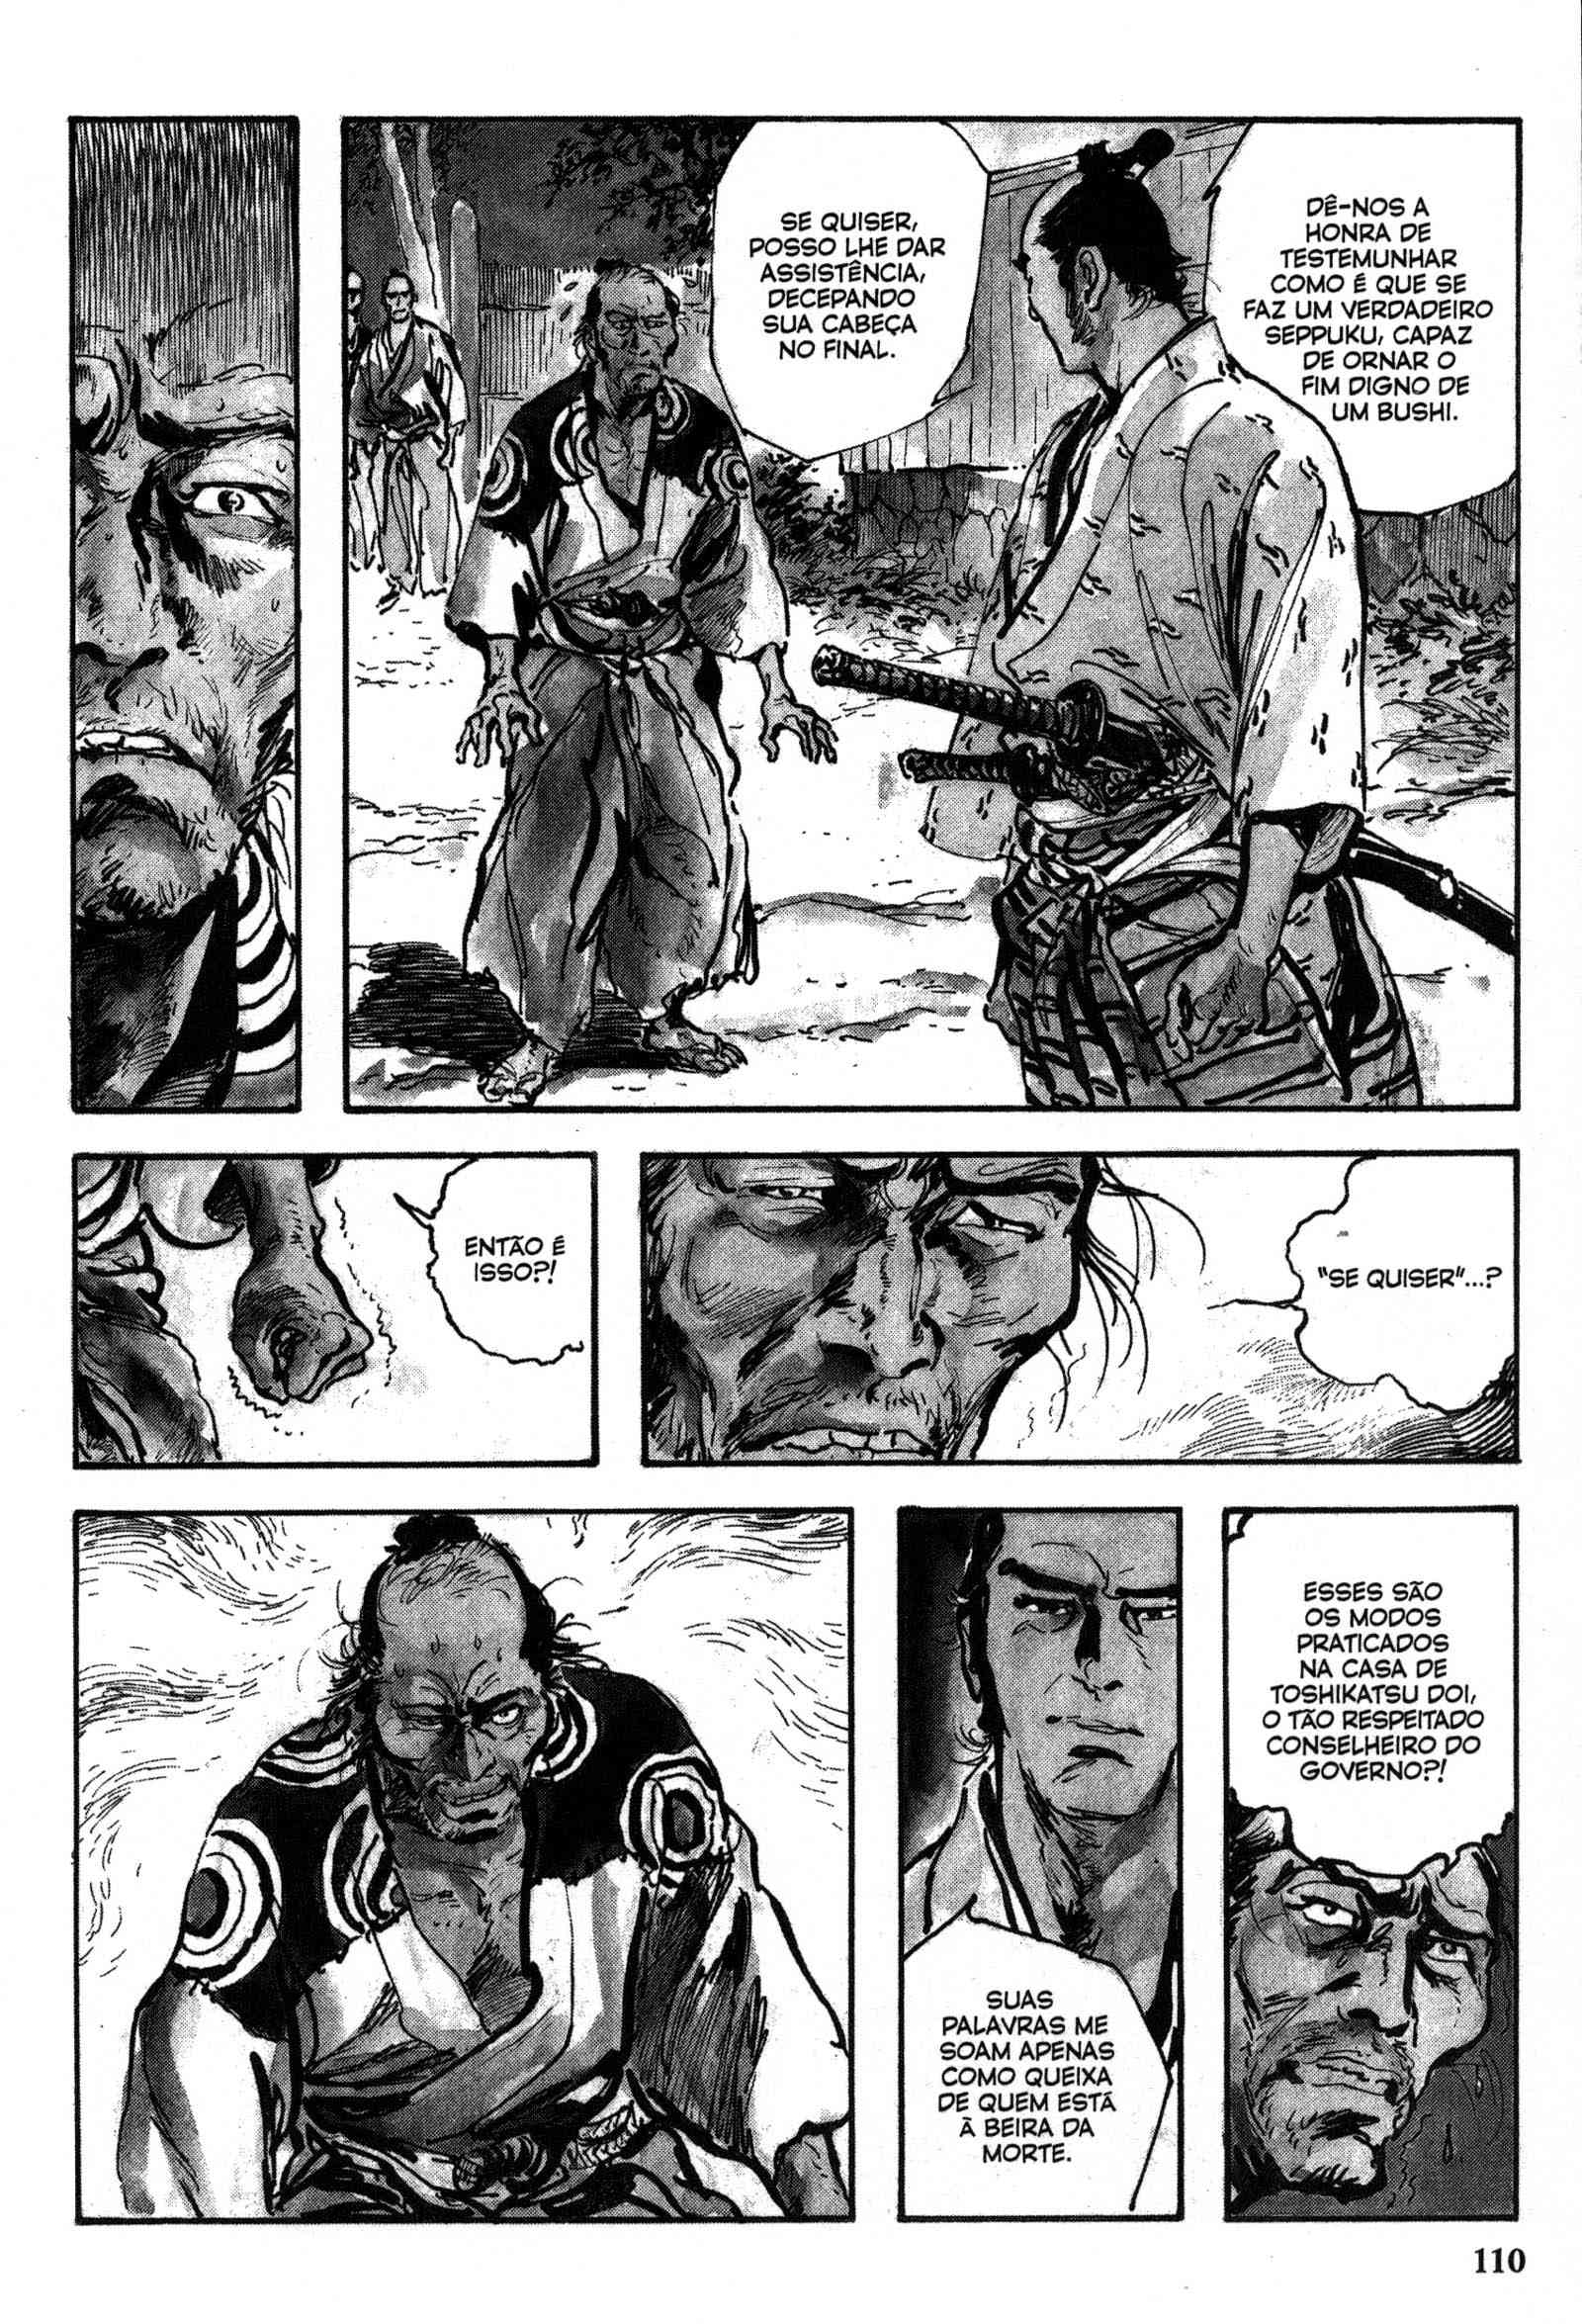 DÊ-NOS A
HONRA DE
TESTEMUNHAR
COMO É QUE SE
FAZ UM VERDADEIRO
SEPPUKU, CAPAZ
DE ORNAR O
FIM DIGNO DE
UM BUSHI.
SE QUISER,
POSSO LHE DAR
ASSISTÊNCIA,
DECEPANDO
SUA CABEÇA
NO FINAL.
"SE QUISER"...?
ENTÃO É
ISSO?!
ESSES SÃO
OS MODOS
PRATICADOS
NA CASA DE
TOSHIKATSU DOI,
O TÃO RESPEITADO
CONSELHEIRO DO
GOVERNO?!
SUAS
PALAVRAS ME
SOAM APENAS
COMO QUEIXA
DE QUEM ESTÁ
À BEIRA DA
MORTE.
110